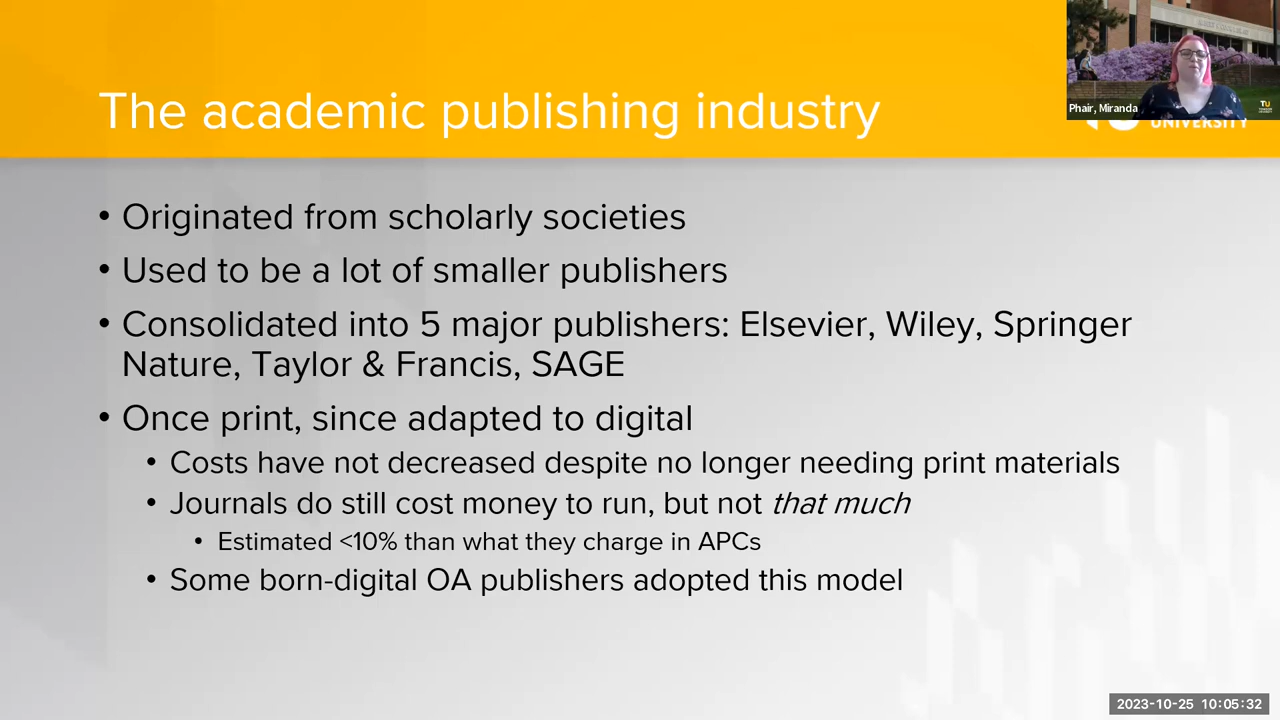 The academic publishing industry
Phair, Miranda
TU
UNIVERSITY
• Originated from scholarly societies
• Used to be a lot of smaller publishers
• Consolidated into 5 major publishers: Elsevier, Wiley, Springer
Nature, Taylor & Francis, SAGE
• Once print, since adapted to digital
• Costs have not decreased despite no longer needing print materials
• Journals do still cost money to run, but not that much
• Estimated <10% than what they charge in APCs
• Some born-digital OA publishers adopted this model
2023-10-25 10:05:32